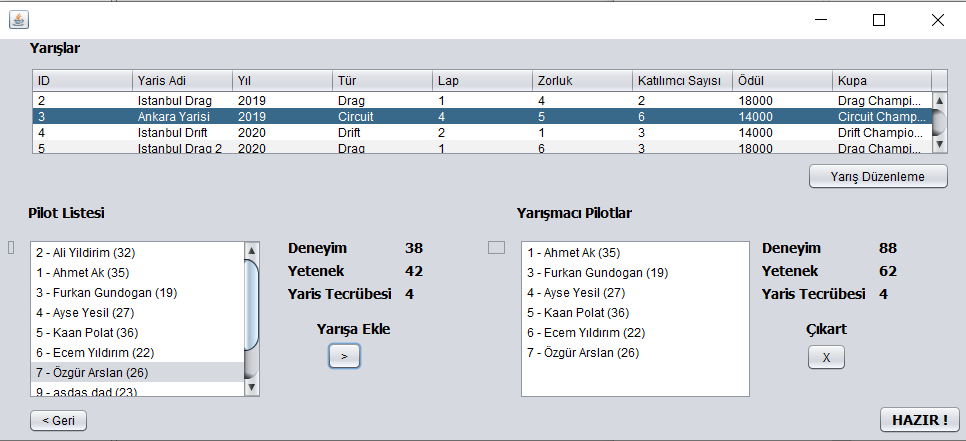 Yarışlar
ID Yaris Adi Yıl Tür Lap Zorluk Katılımcı Sayısı Ödül Kupa
2 Istanbul Drag 2019 Drag 1 4 2 18000 Drag Champi...
3 Ankara Yarisi 2019 Circuit 4 5 6 14000 Circuit Champ...
4 Istanbul Drift 2020 Drift 2 1 3 14000 Drift Champio...
5 Istanbul Drag 2 2020 Drag 1 6 3 18000 Drag Champi...
Yarış Düzenleme
Pilot Listesi
2 - Ali Yildirim (32)
1 - Ahmet Ak (35)
3 - Furkan Gundogan (19)
4 - Ayse Yesil (27)
5 - Kaan Polat (36)
6 - Ecem Yıldırım (22)
7 - Özgür Arslan (26)
9 - asdas dad (23)
Deneyim 38
Yetenek 42
Yaris Tecrübesi 4
Yarışa Ekle
>
Yarışmacı Pilotlar
1 - Ahmet Ak (35)
3 - Furkan Gundogan (19)
4 - Ayse Yesil (27)
5 - Kaan Polat (36)
6 - Ecem Yıldırım (22)
7 - Özgür Arslan (26)
Deneyim 88
Yetenek 62
Yaris Tecrübesi 4
Çıkart
X
< Geri
HAZIR !